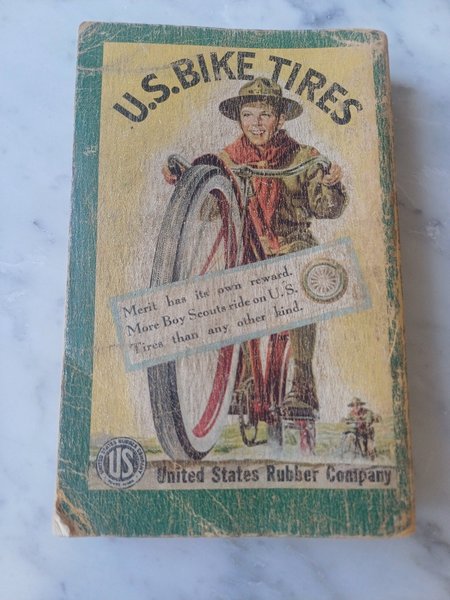 U.S. BIKE TIRES
Merit has its own reward.
More Boy Scouts ride on U.S.
Tires than any other kind.
US
United States Rubber Company